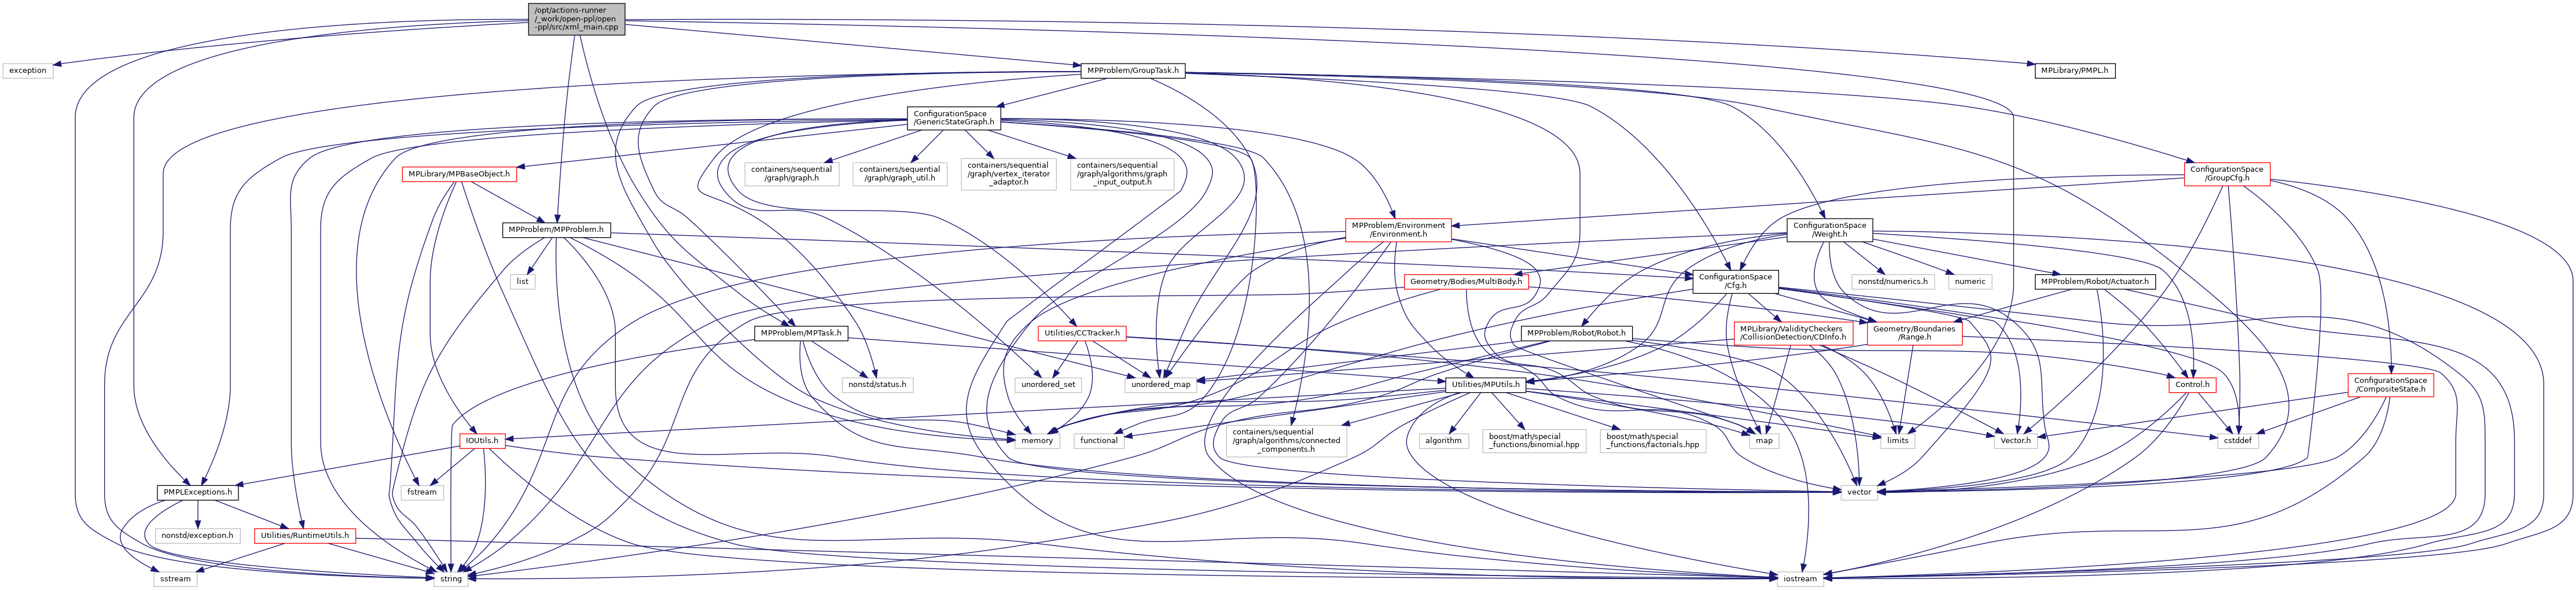 /opt/actions-runner
/_work/open-ppl/open
-ppl/src/xml_main.cpp
exception
MPProblem/GroupTask.h
MPLibrary/PMPL.h
ConfigurationSpace
/GenericStateGraph.h
MPLibrary/MPBaseObject.h
containers/sequential
/graph/graph.h
containers/sequential
/graph/graph_util.h
containers/sequential
/graph/vertex_iterator
_adaptor.h
containers/sequential
/graph/algorithms/graph
_input_output.h
ConfigurationSpace
/GroupCfg.h
MPProblem/MPProblem.h
MPProblem/Environment
/Environment.h
ConfigurationSpace
/Weight.h
list
Geometry/Bodies/MultiBody.h
ConfigurationSpace
/Cfg.h
nonstd/numerics.h
numeric
MPProblem/Robot/Actuator.h
MPProblem/MPTask.h
Utilities/CCTracker.h
MPProblem/Robot/Robot.h
MPLibrary/ValidityCheckers
/CollisionDetection/CDInfo.h
Geometry/Boundaries
/Range.h
nonstd/status.h
unordered_set
unordered_map
Utilities/MPUtils.h
Control.h
ConfigurationSpace
/CompositeState.h
IOUtils.h
memory
functional
containers/sequential
/graph/algorithms/connected
_components.h
algorithm
boost/math/special
_functions/binomial.hpp
boost/math/special
_functions/factorials.hpp
map
limits
Vector.h
cstddef
PMPLExceptions.h
fstream
vector
nonstd/exception.h
Utilities/RuntimeUtils.h
sstream
string
iostream